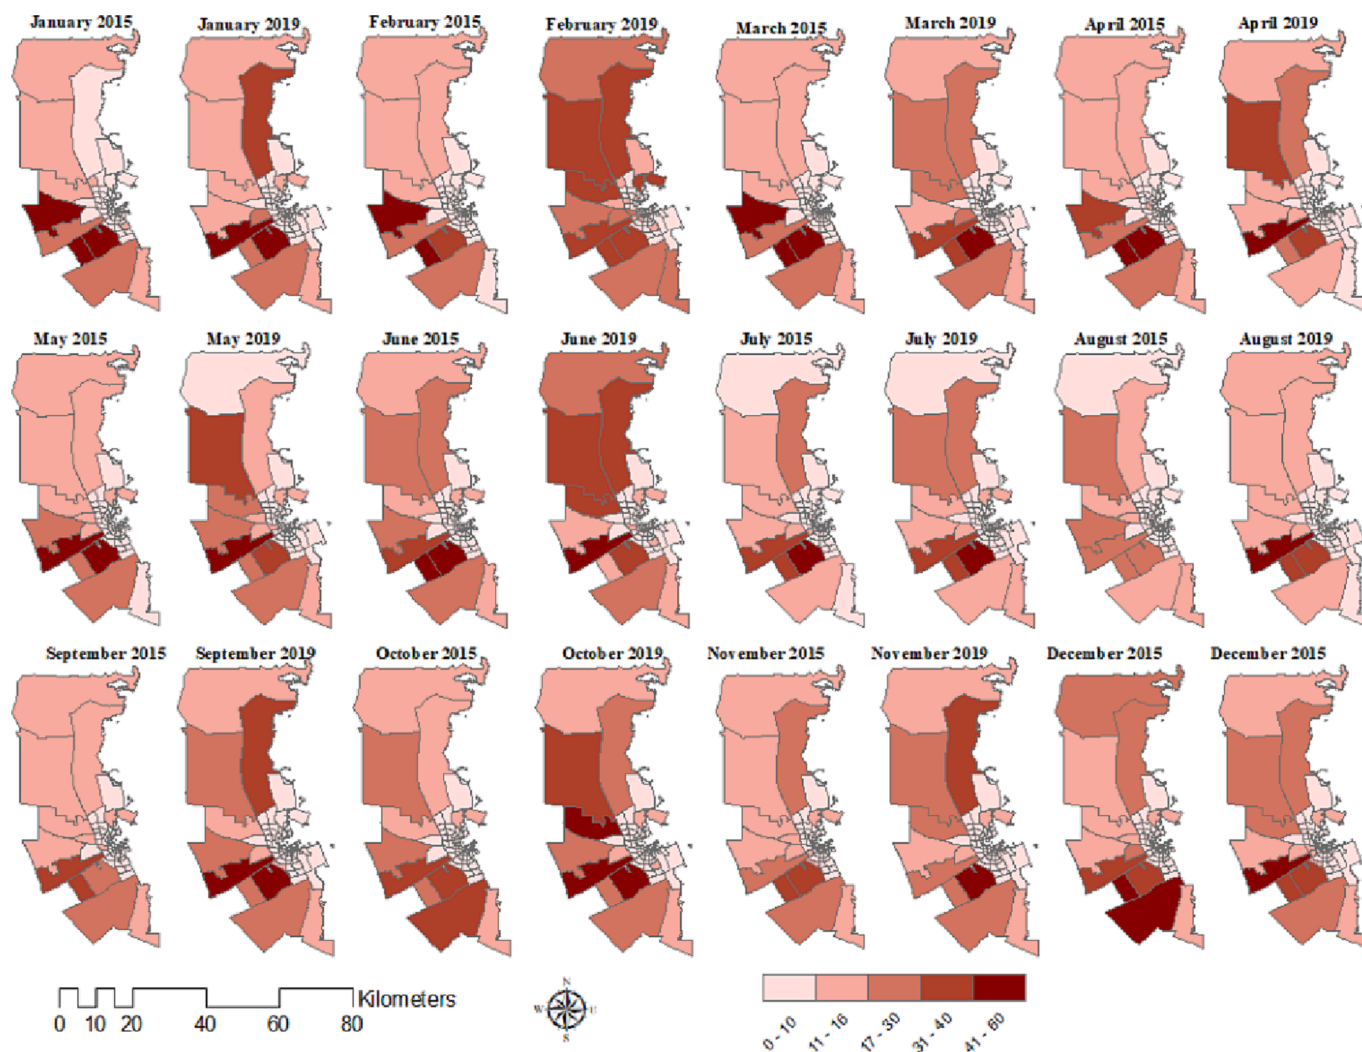 January 2015
January 2019
February 2015
February 2019
March 2015
March 2019
April 2015
April 2019
May 2015
May 2019
June 2015
June 2019
July 2015
July 2019
August 2015
August 2019
September 2015
September 2019
October 2015
October 2019
November 2015
November 2019
December 2015
December 2015
Kilometers
0 10 20 40 60 80
N
W E
S
0 - 10
11 - 16
17 - 30
31 - 40
41 - 60